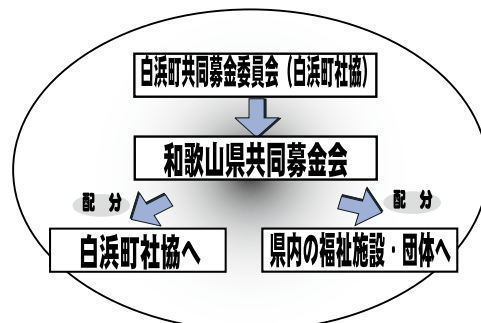 白浜町共同募金委員会（白浜町社協）
和歌山県共同募金会
配 分
配 分
白浜町社協へ
県内の福祉施設・団体へ